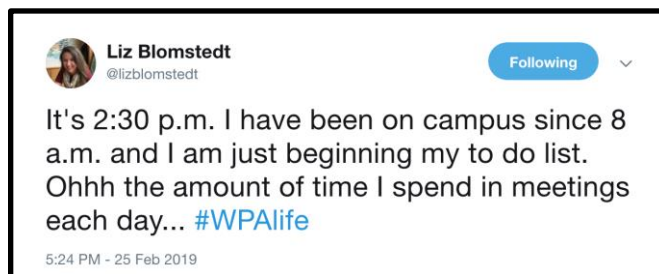 Liz Blomstedt
@lizblomstedt
Following
It's 2:30 p.m. I have been on campus since 8
a.m. and I am just beginning my to do list.
Ohhh the amount of time I spend in meetings
each day... #WPAlife
5:24 PM - 25 Feb 2019